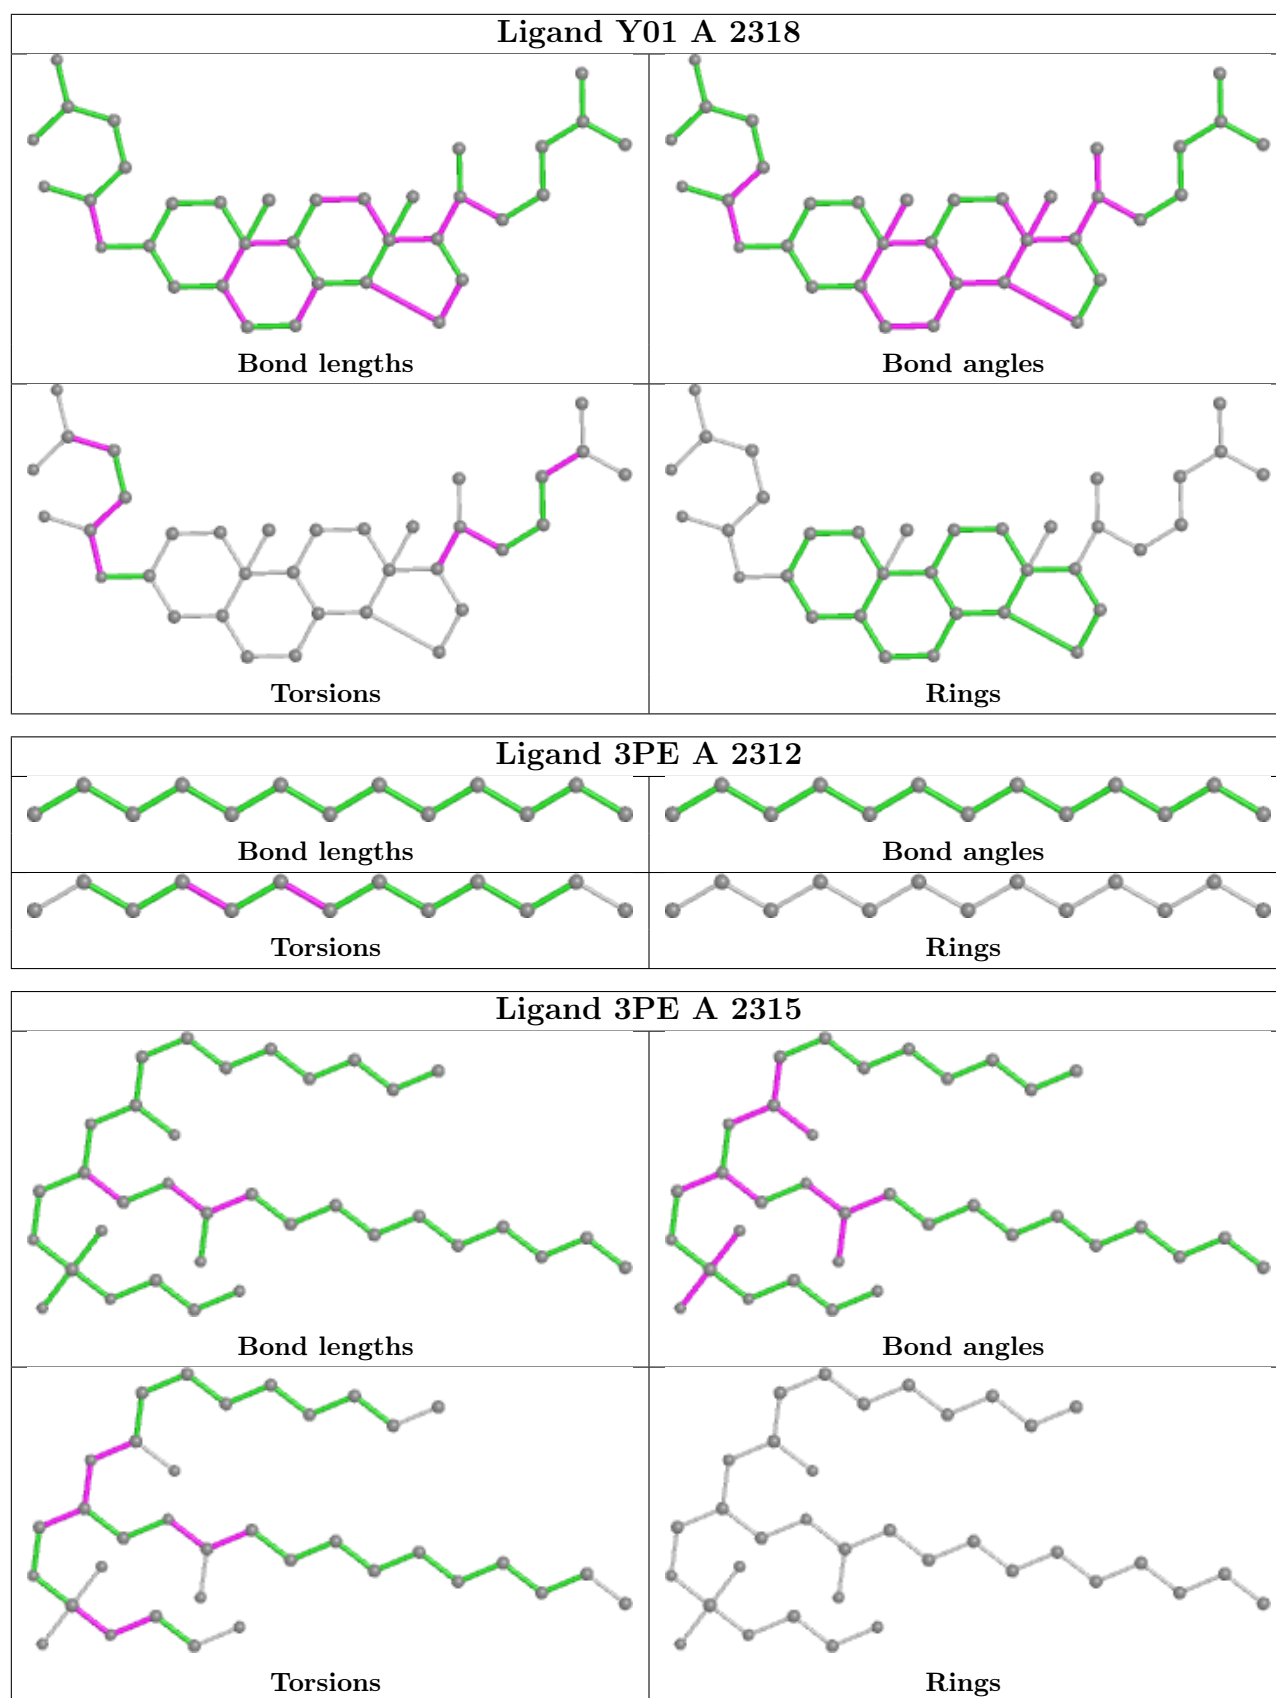 Ligand Y01 A 2318
Bond lengths
Bond angles
Torsions
Rings
Ligand 3PE A 2312
Bond lengths
Bond angles
Torsions
Rings
Ligand 3PE A 2315
Bond lengths
Bond angles
Torsions
Rings